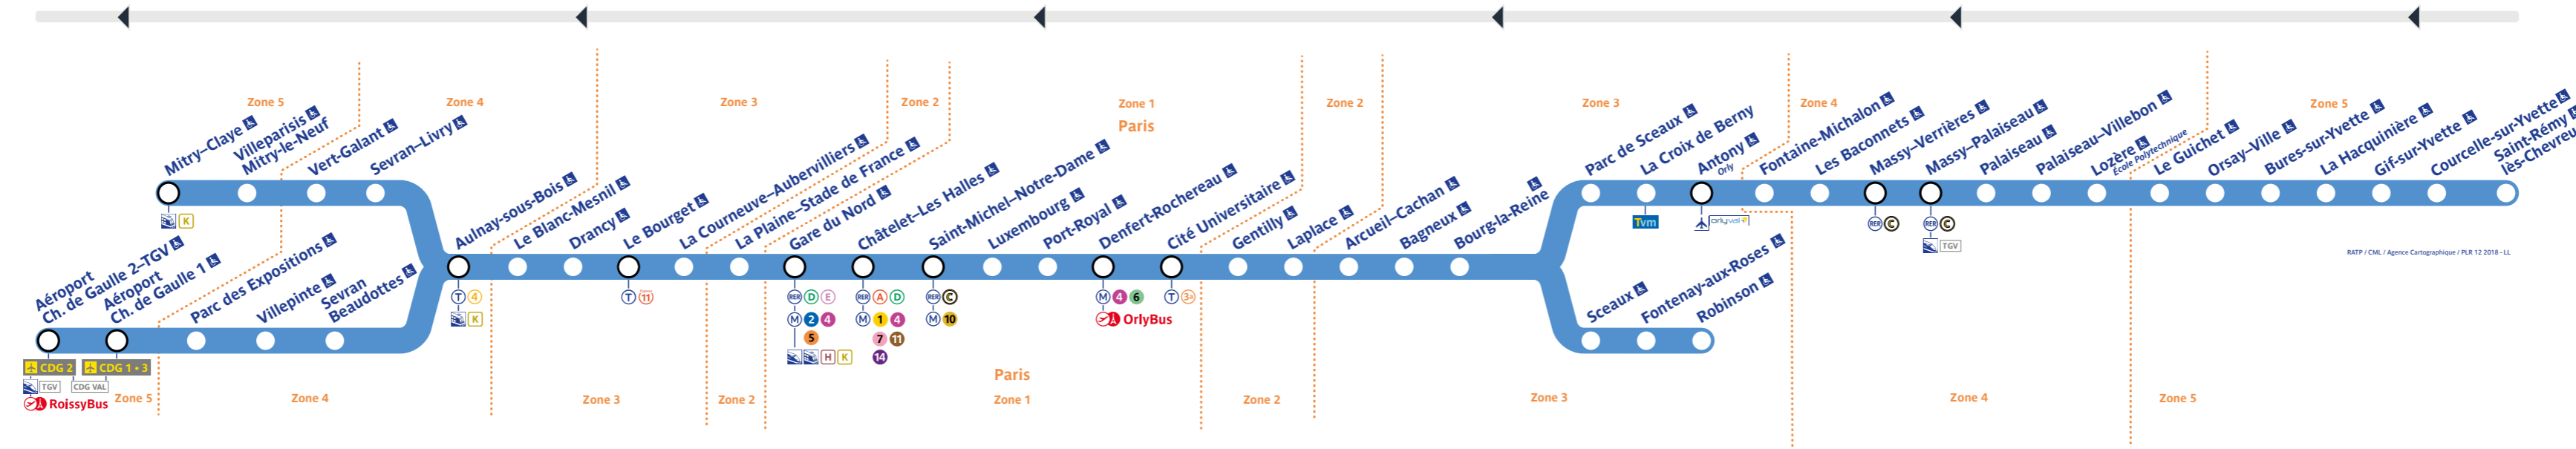 Zone 5
Zone 4
Zone 3
Zone 2
Zone 1
Paris
Zone 2
Zone 3
Zone 4
Zone 5
Mitry–Claye
Villeparisis
Mitry-le-Neuf
Vert-Galant
Sevran–Livry
K
Aéroport
Ch. de Gaulle 2–TGV
Aéroport
Ch. de Gaulle 1
Parc des Expositions
Villepinte
Sevran
Beaudottes
CDG 2
CDG 1 • 3
TGV
CDG VAL
RoissyBus
Aulnay-sous-Bois
T 4
K
Le Blanc-Mesnil
Drancy
Le Bourget
T 11
La Courneuve–Aubervilliers
La Plaine–Stade de France
Gare du Nord
RER D E
M 2 4
5
H K
Châtelet–Les Halles
RER A D
M 1 4
7 11
14
Saint-Michel–Notre-Dame
RER C
M 10
Luxembourg
Port-Royal
Denfert-Rochereau
M 4 6
OrlyBus
Cité Universitaire
T 3a
Gentilly
Laplace
Arcueil–Cachan
Bagneux
Bourg-la-Reine
Parc de Sceaux
La Croix de Berny
Tvm
Antony
Orly
orlyval
Fontaine-Michalon
Les Baconnets
Massy–Verrières
RER C
Massy–Palaiseau
RER C
TGV
Palaiseau
Palaiseau–Villebon
Lozère
École Polytechnique
Le Guichet
Orsay–Ville
Bures-sur-Yvette
La Hacquinière
Gif-sur-Yvette
Courcelle-sur-Yvette
Saint-Rémy
lès-Chevreu
Sceaux
Fontenay-aux-Roses
Robinson
RATP / CML / Agence Cartographique / PLR 12 2018 - LL
Zone 5
Zone 4
Zone 3
Zone 2
Paris
Zone 1
Zone 2
Zone 3
Zone 4
Zone 5